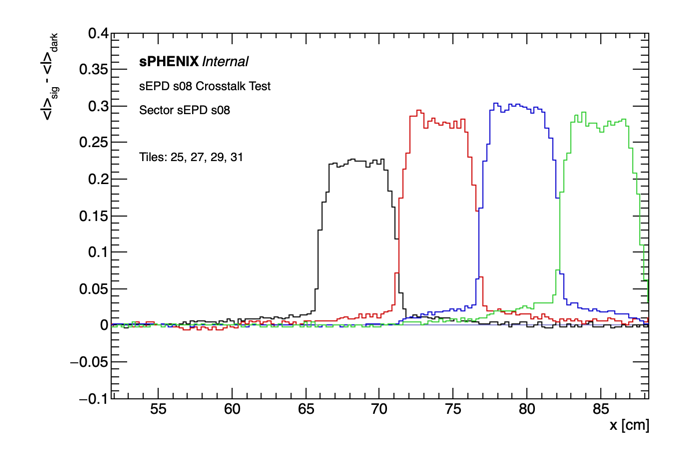 <I>sig - <I>dark
0.4
0.35
0.3
0.25
0.2
0.15
0.1
0.05
0
−0.05
−0.1
sPHENIX Internal
sEPD s08 Crosstalk Test
Sector sEPD s08
Tiles: 25, 27, 29, 31
55 60 65 70 75 80 85
x [cm]